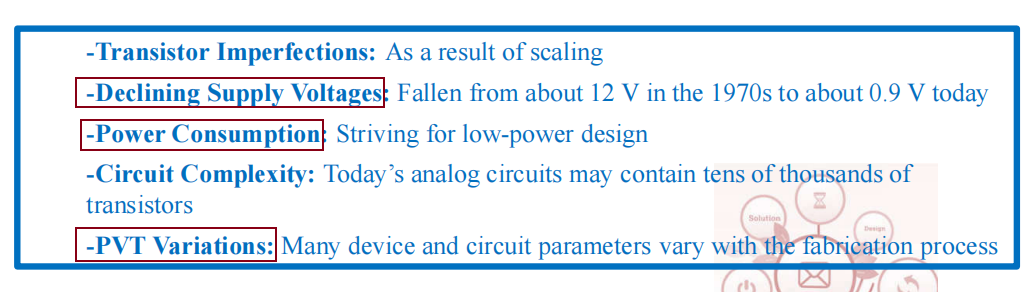 -Transistor Imperfections: As a result of scaling
-Declining Supply Voltages: Fallen from about 12 V in the 1970s to about 0.9 V today
-Power Consumption: Striving for low-power design
-Circuit Complexity: Today’s analog circuits may contain tens of thousands of
transistors
Solution
Design
-PVT Variations: Many device and circuit parameters vary with the fabrication process